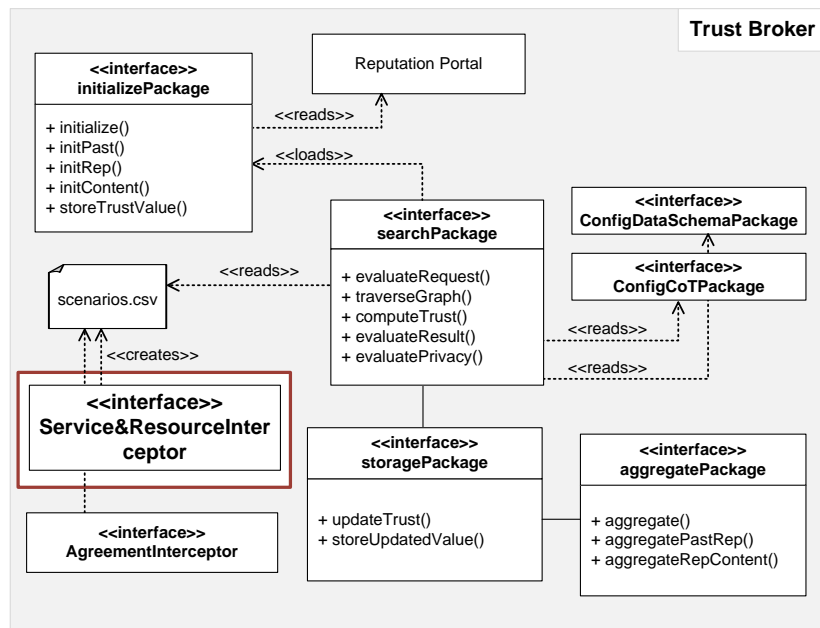 Trust Broker
<<interface>>
initializePackage
+ initialize()
+ initPast()
+ initRep()
+ initContent()
+ storeTrustValue()
Reputation Portal
<<reads>>
<<loads>>
<<interface>>
searchPackage
+ evaluateRequest()
+ traverseGraph()
+ computeTrust()
+ evaluateResult()
+ evaluatePrivacy()
<<interface>>
ConfigDataSchemaPackage
<<interface>>
ConfigCoTPackage
<<reads>>
<<reads>>
<<reads>>
scenarios.csv
<<creates>>
<<interface>>
Service&ResourceInter
ceptor
<<interface>>
AgreementInterceptor
<<interface>>
storagePackage
+ updateTrust()
+ storeUpdatedValue()
<<interface>>
aggregatePackage
+ aggregate()
+ aggregatePastRep()
+ aggregateRepContent()